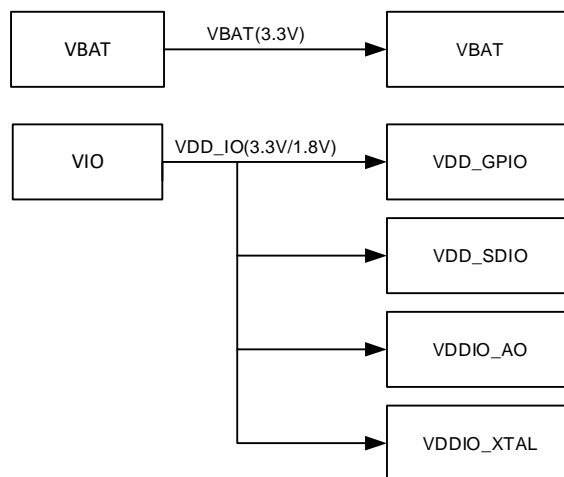 VBAT
VBAT(3.3V)
VBAT
VIO
VDD_IO(3.3V/1.8V)
VDD_GPIO
VDD_SDIO
VDDIO_AO
VDDIO_XTAL